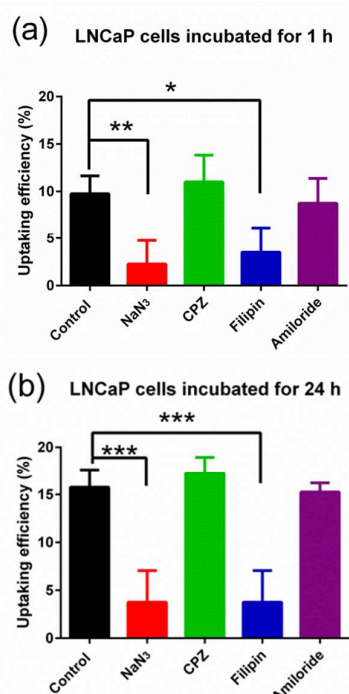 (a) LNCaP cells incubated for 1 h
Uptaking efficiency (%)
20
15
10
5
0
*
**
Control
NaN3
CPZ
Filipin
Amiloride
(b) LNCaP cells incubated for 24 h
Uptaking efficiency (%)
20
15
10
5
0
***
***
Control
NaN3
CPZ
Filipin
Amiloride